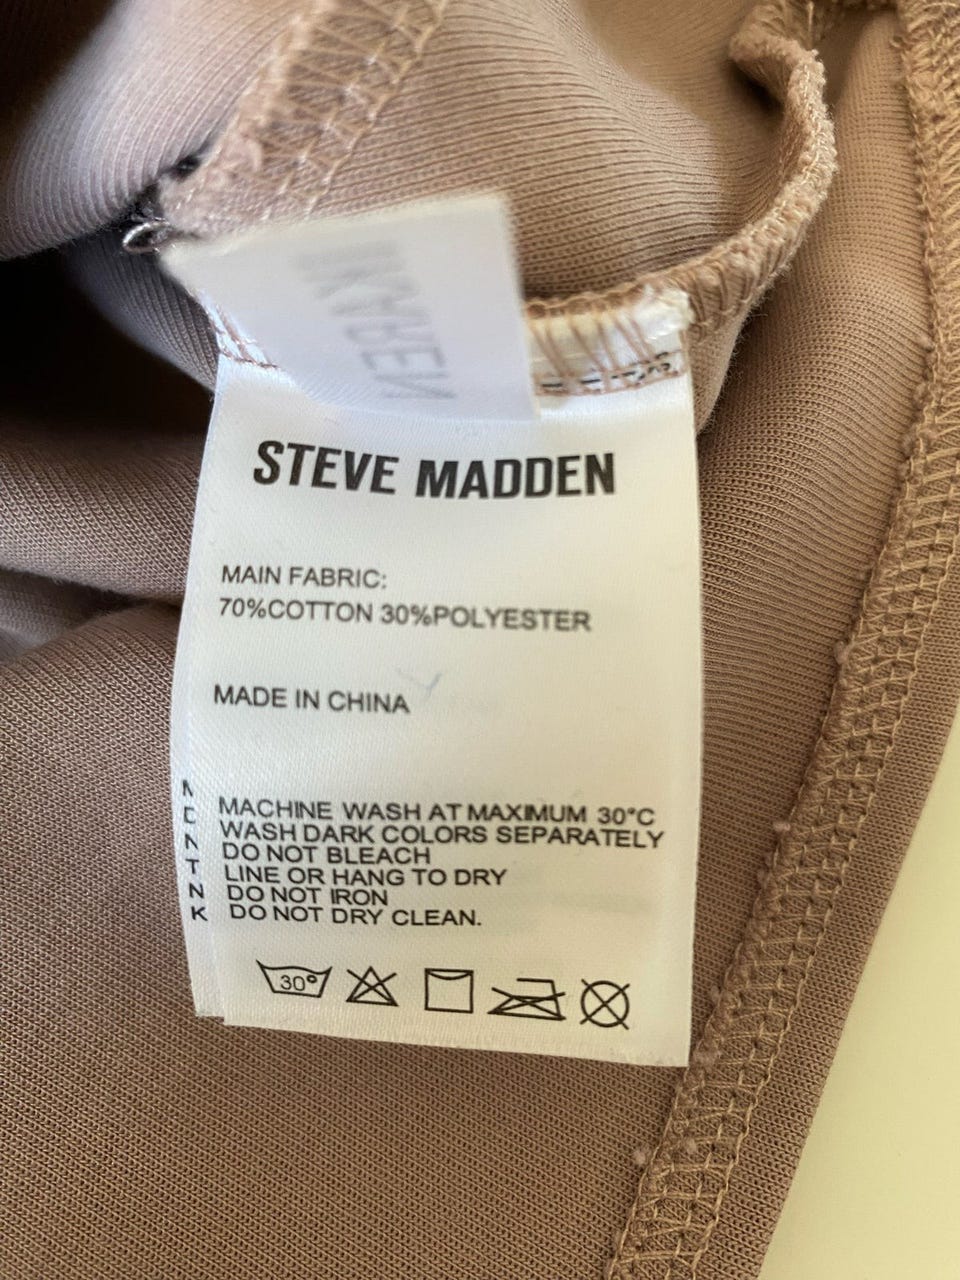 STEVE MADDEN
MAIN FABRIC:
70%COTTON 30%POLYESTER
MADE IN CHINA
MACHINE WASH AT MAXIMUM 30°C
WASH DARK COLORS SEPARATELY
DO NOT BLEACH
LINE OR HANG TO DRY
DO NOT IRON
DO NOT DRY CLEAN.
30°